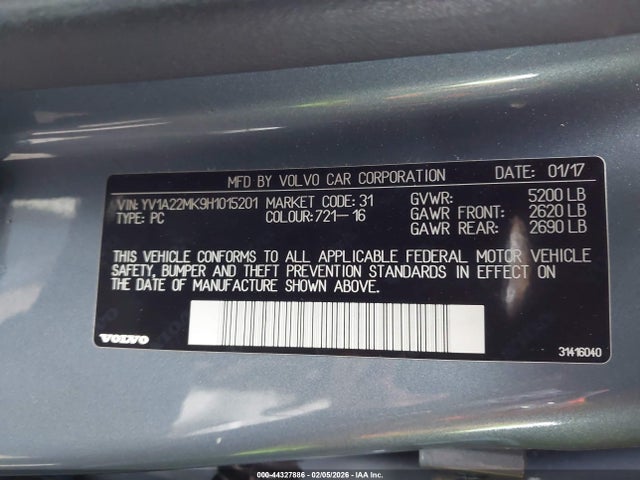 MFD BY VOLVO CAR CORPORATION DATE: 01/17
VIN: YV1A22MK9H1015201 MARKET CODE: 31 GVWR: 5200 LB
TYPE: PC COLOUR: 721-16 GAWR FRONT: 2620 LB
GAWR REAR: 2690 LB
THIS VEHICLE CONFORMS TO ALL APPLICABLE FEDERAL MOTOR VEHICLE
SAFETY, BUMPER AND THEFT PREVENTION STANDARDS IN EFFECT ON
THE DATE OF MANUFACTURE SHOWN ABOVE.
VOLVO 31416040
000-44327886 - 02/05/2026 - IAA Inc.